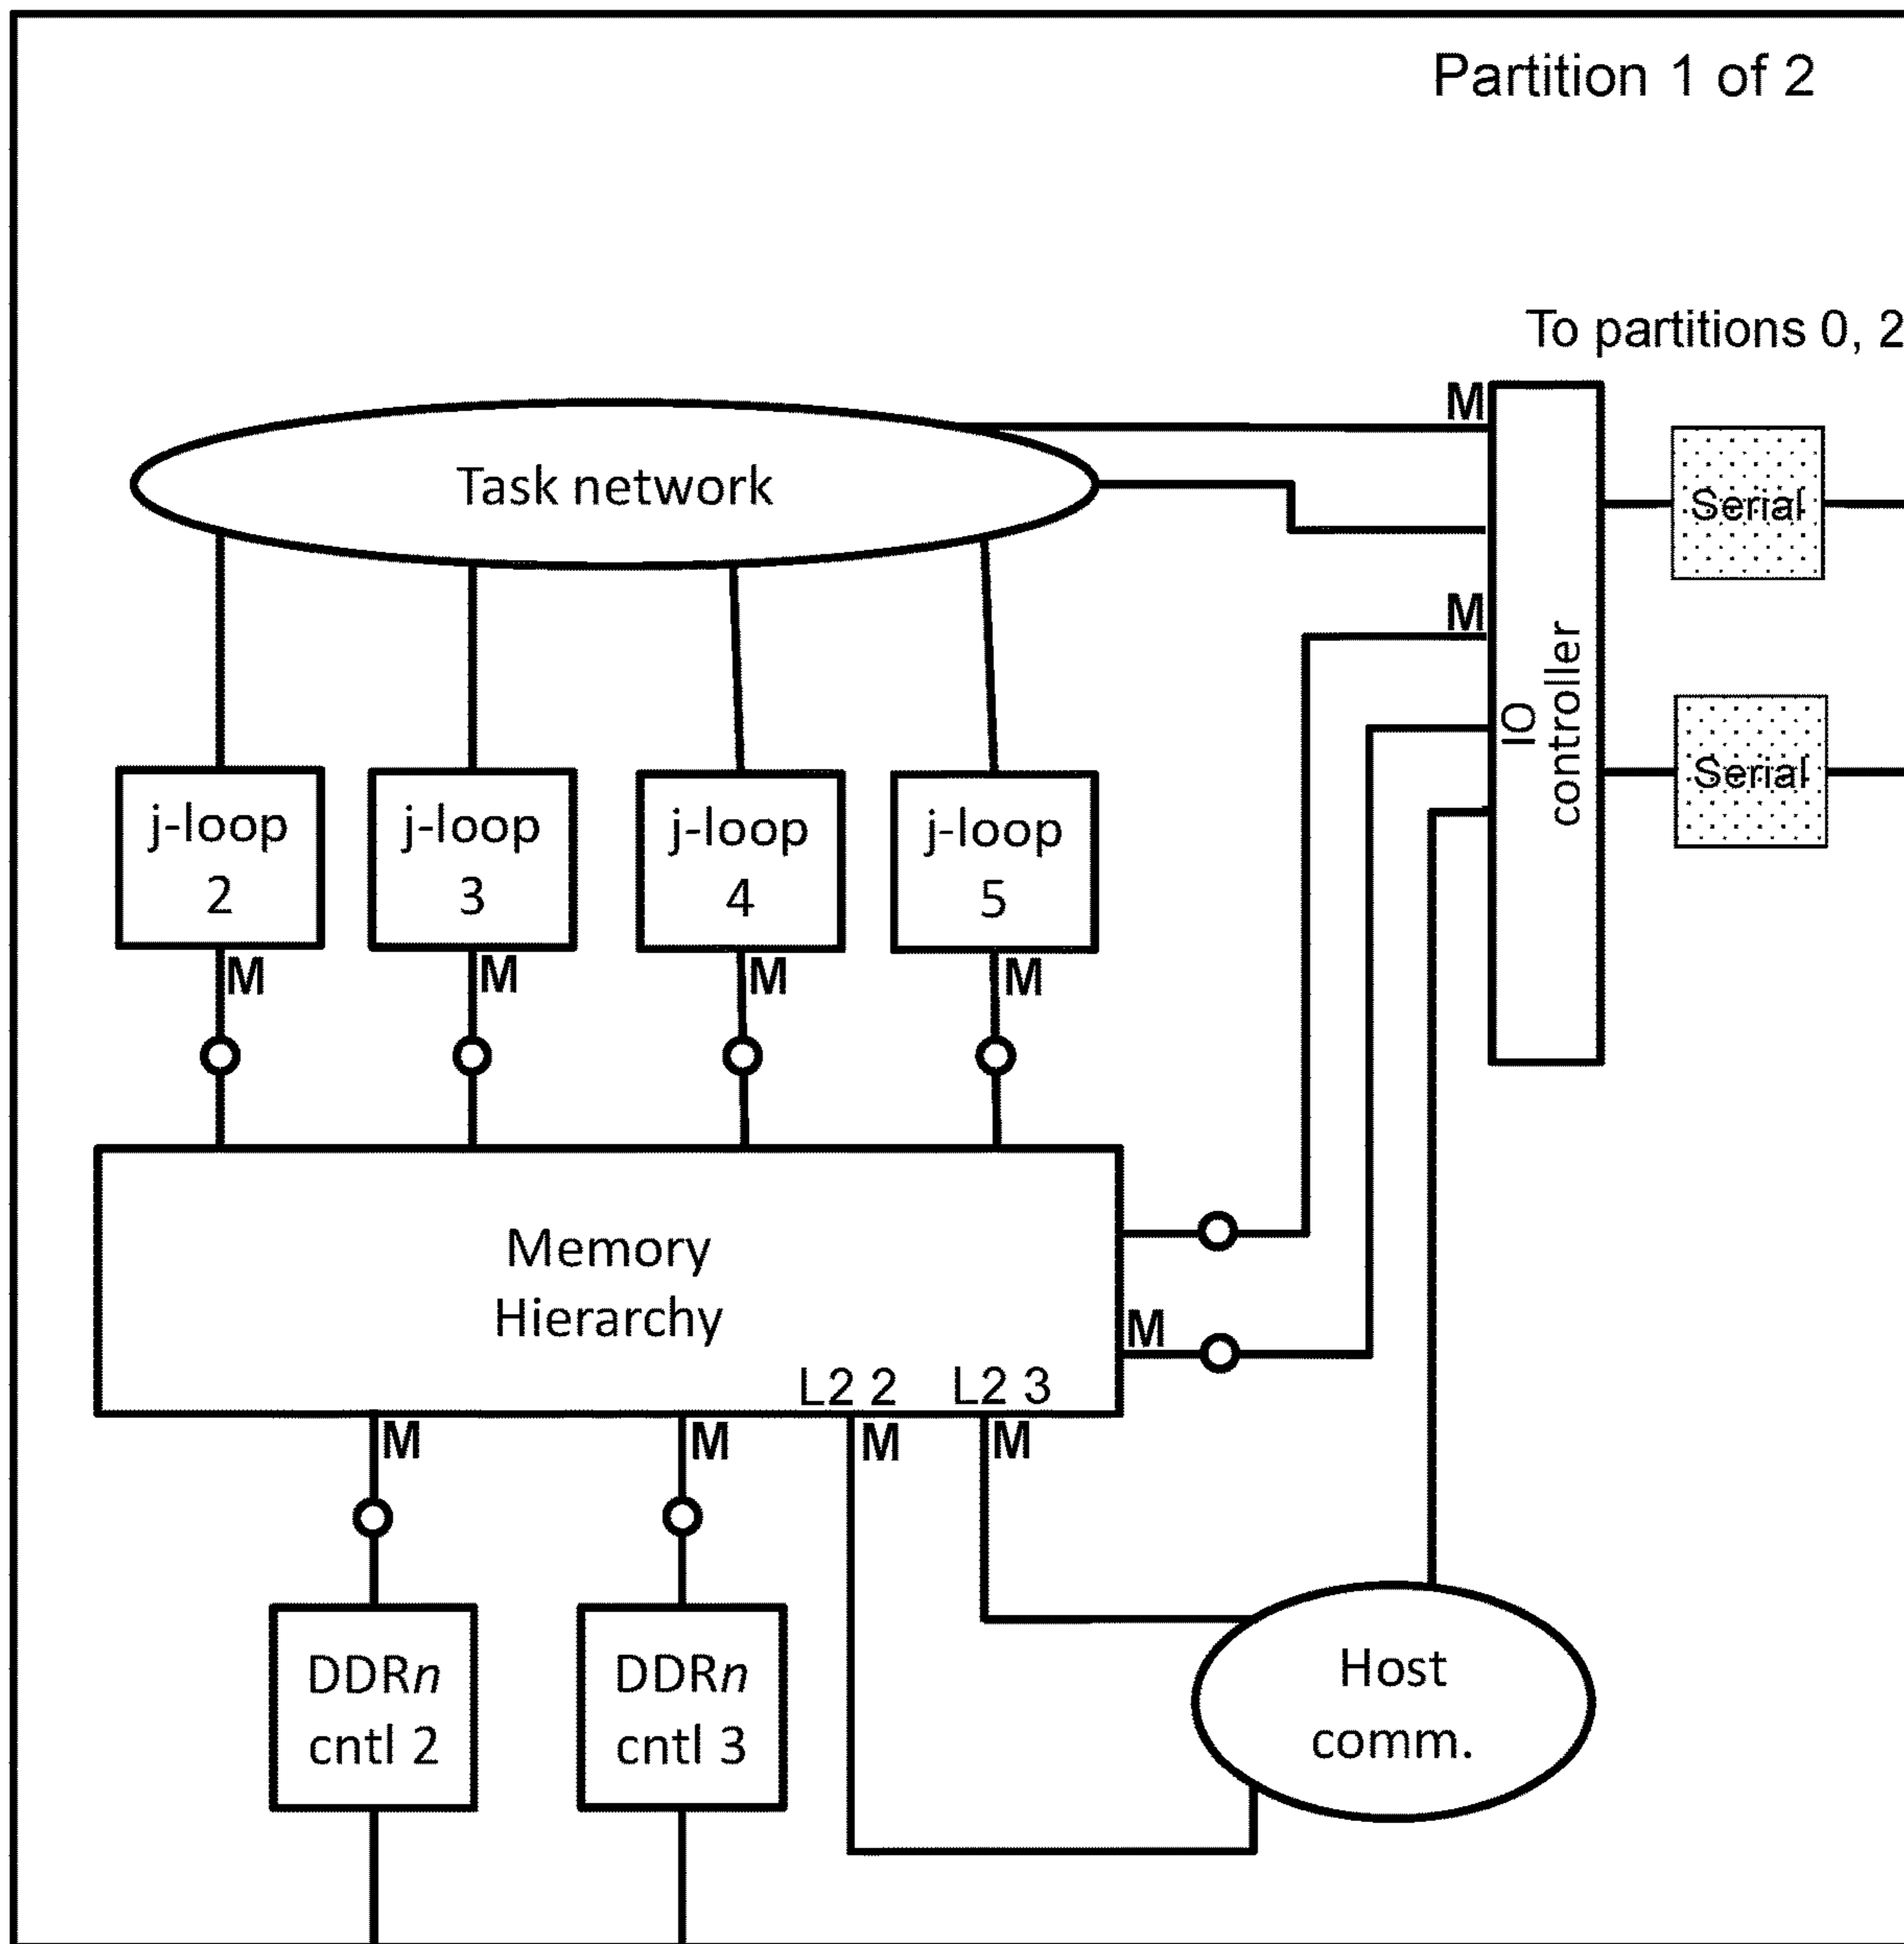 Partition 1 of 2
To partitions 0, 2
M
Task network
Serial
M
IO
controller
Serial
j-loop
2
j-loop
3
j-loop
4
j-loop
5
M
M
M
M
Memory
Hierarchy
M
L2 2
L2 3
M
M
M
M
DDRn
cntl 2
DDRn
cntl 3
Host
comm.